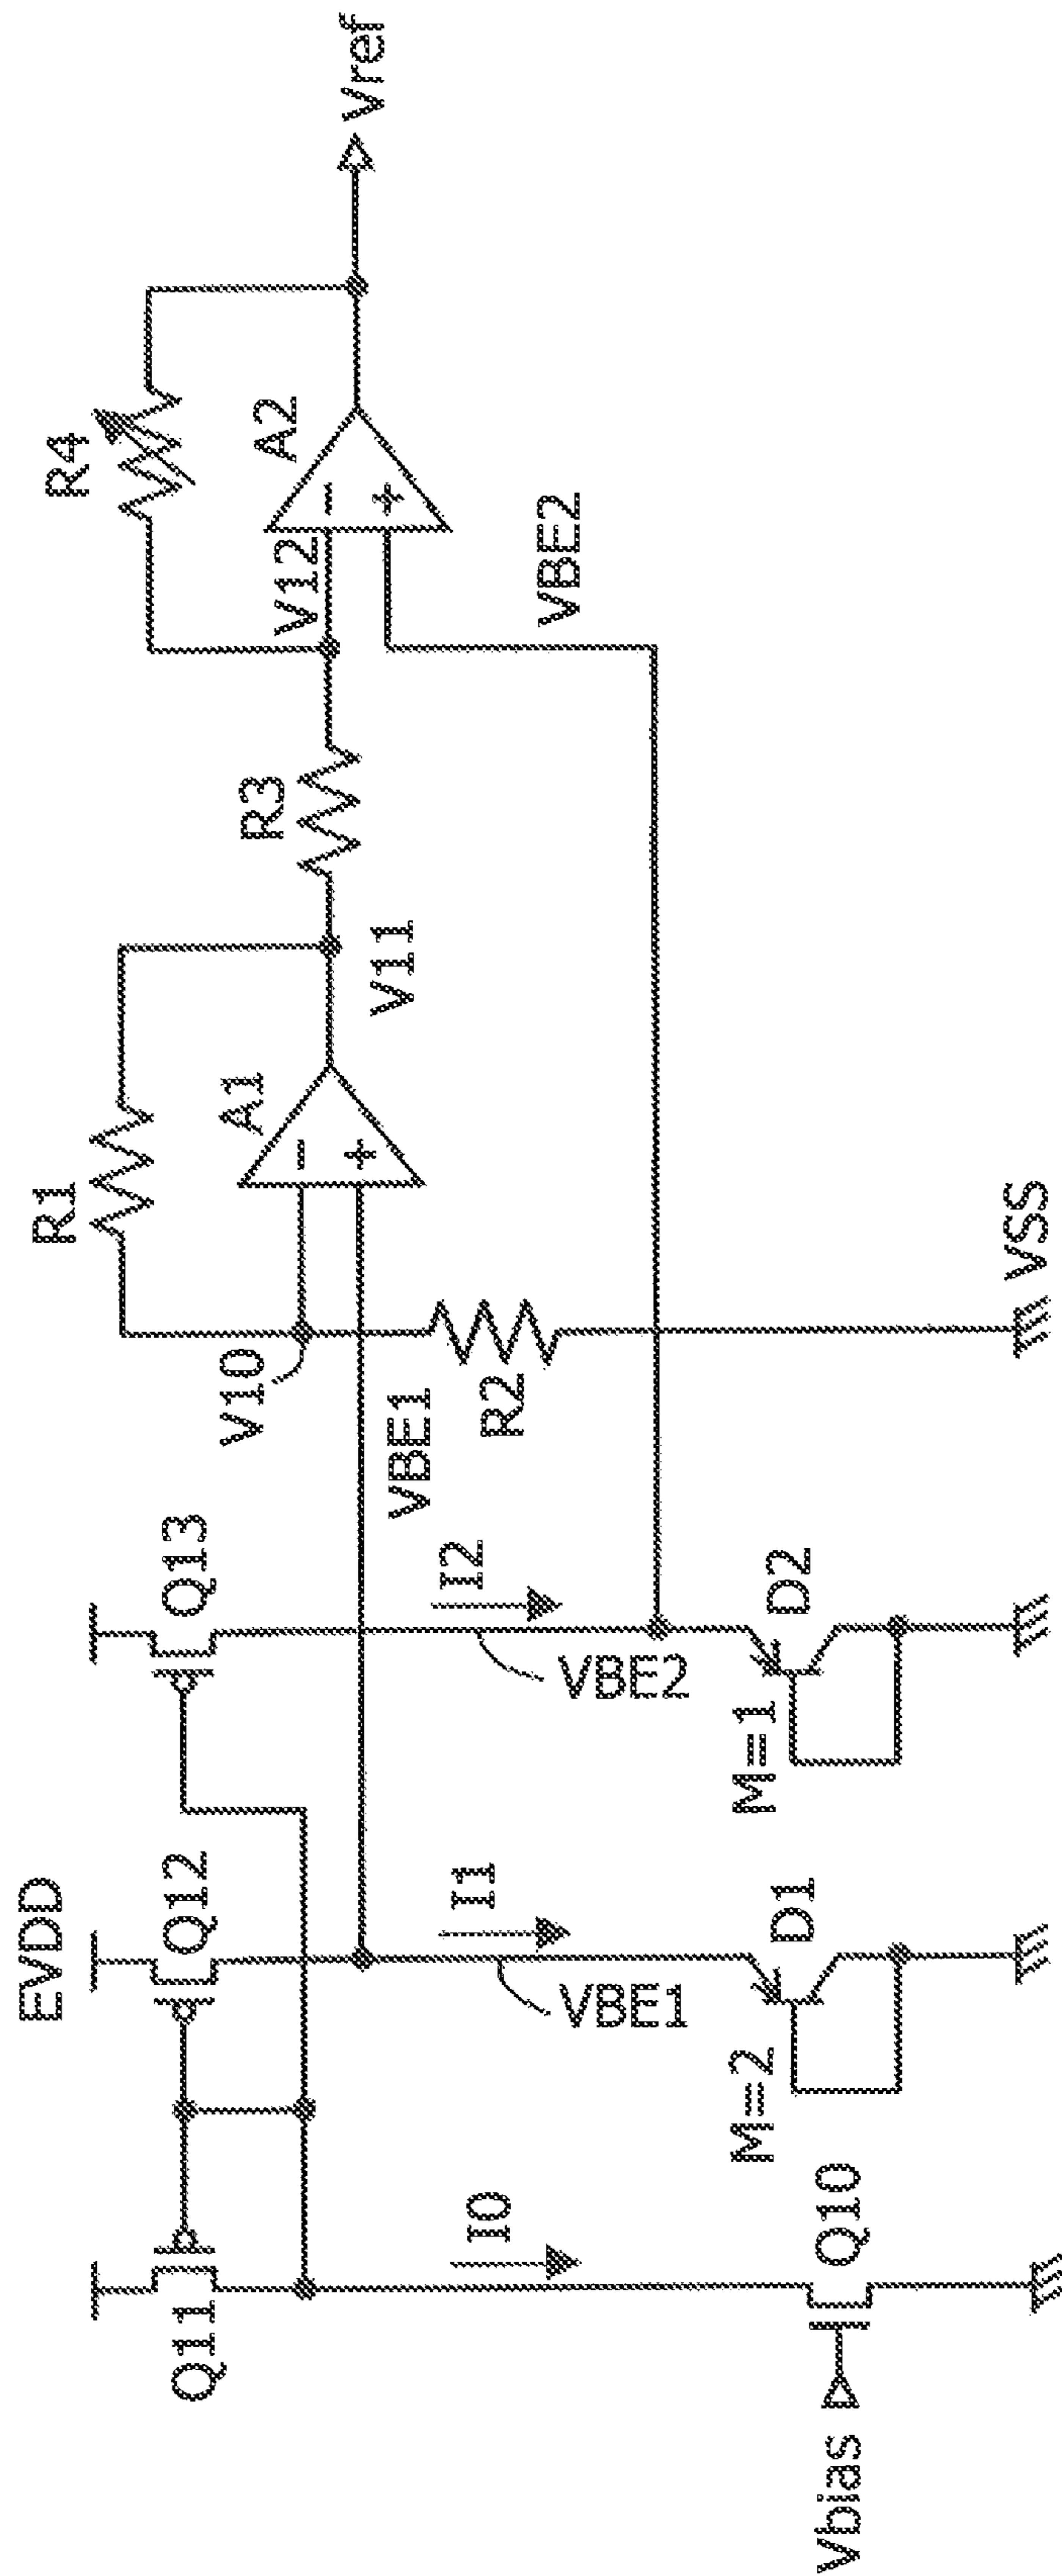 EVDD
Q11
Q12
Q13
I0
I1
I2
VBE1
VBE2
Vbias
Q10
M=2
D1
M=1
D2
V10
VBE1
R1
R2
A1
−
+
V11
VSS
R3
R4
V12
A2
−
+
VBE2
Vref